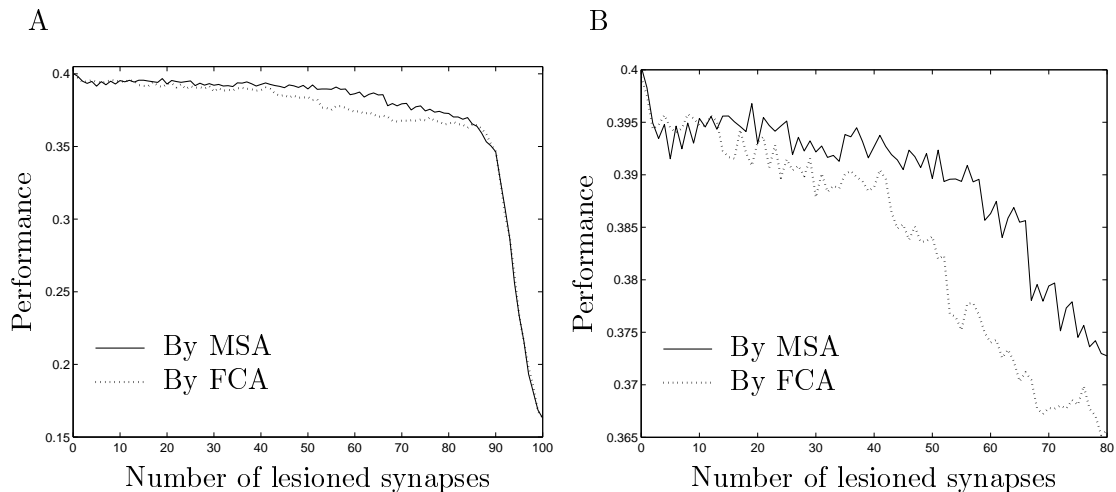 A
0.4
0.35
0.3
0.25
0.2
0.15
Performance
By MSA
By FCA
0 10 20 30 40 50 60 70 80 90 100
Number of lesioned synapses
B
0.4
0.395
0.39
0.385
0.38
0.375
0.37
0.365
Performance
By MSA
By FCA
0 10 20 30 40 50 60 70 80
Number of lesioned synapses